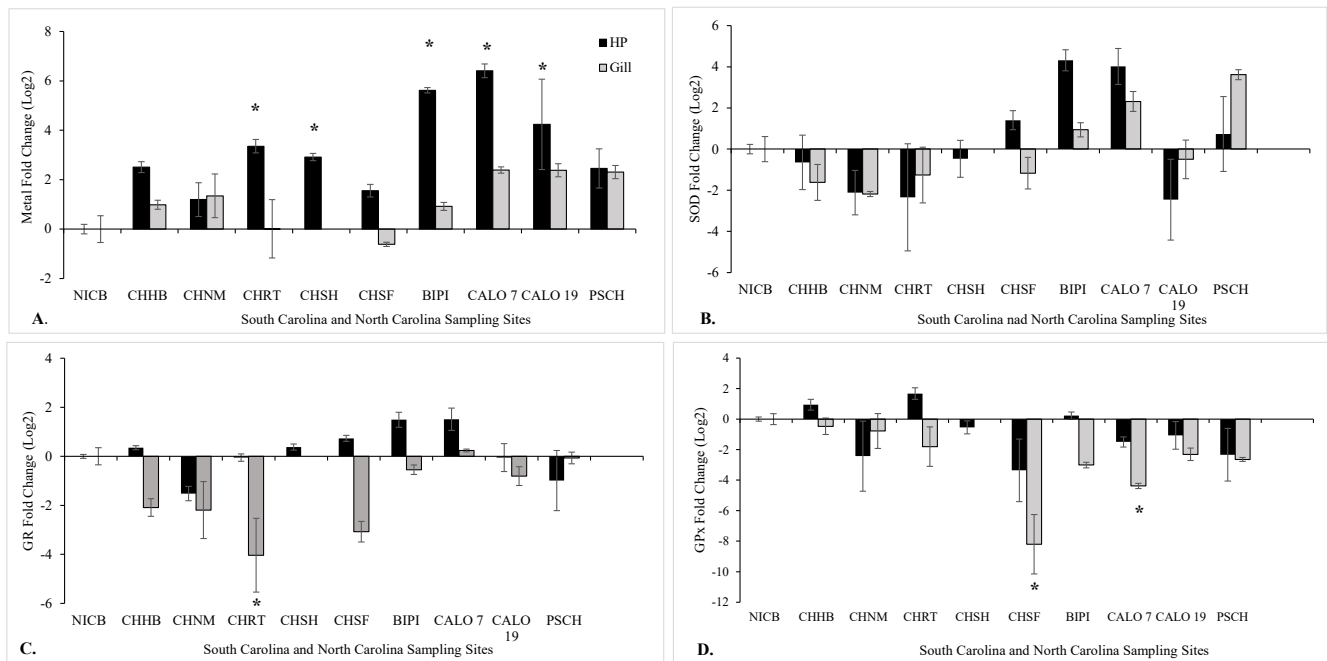 8
6
4
2
0
-2
Metal Fold Change (Log2)
* * * * *
HP
Gill
NICB CHHB CHNM CHRT CHSH CHSF BIPI CALO 7 CALO 19 PSCH
A. South Carolina and North Carolina Sampling Sites
6
4
2
0
-2
-4
-6
SOD Fold Change (Log2)
NICB CHHB CHNM CHRT CHSH CHSF BIPI CALO 7 CALO PSCH
19
B. South Carolina nad North Carolina Sampling Sites
4
2
0
-2
-4
-6
GR Fold Change (Log2)
*
NICB CHHB CHNM CHRT CHSH CHSF BIPI CALO 7 CALO PSCH
19
C. South Carolina and North Carolina Sampling Sites
4
2
0
-2
-4
-6
-8
-10
-12
GPx Fold Change (Log2)
* *
NICB CHHB CHNM CHRT CHSH CHSF BIPI CALO 7 CALO 19 PSCH
D. South Carolina and North Carolina Sampling Sites